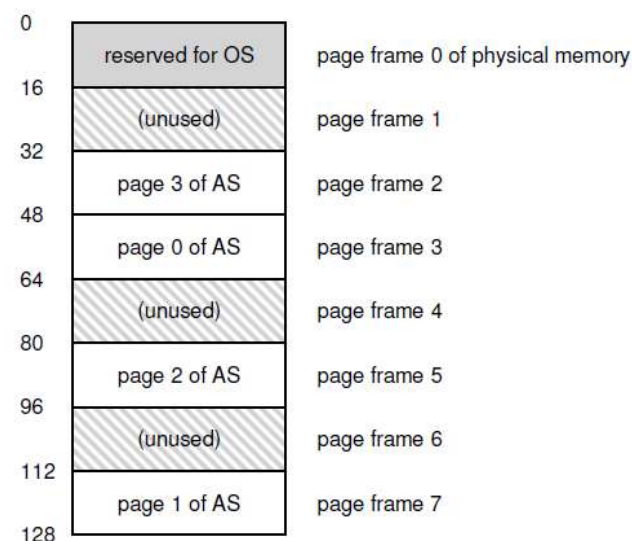 0
reserved for OS page frame 0 of physical memory
16
(unused) page frame 1
32
page 3 of AS page frame 2
48
page 0 of AS page frame 3
64
(unused) page frame 4
80
page 2 of AS page frame 5
96
(unused) page frame 6
112
page 1 of AS page frame 7
128